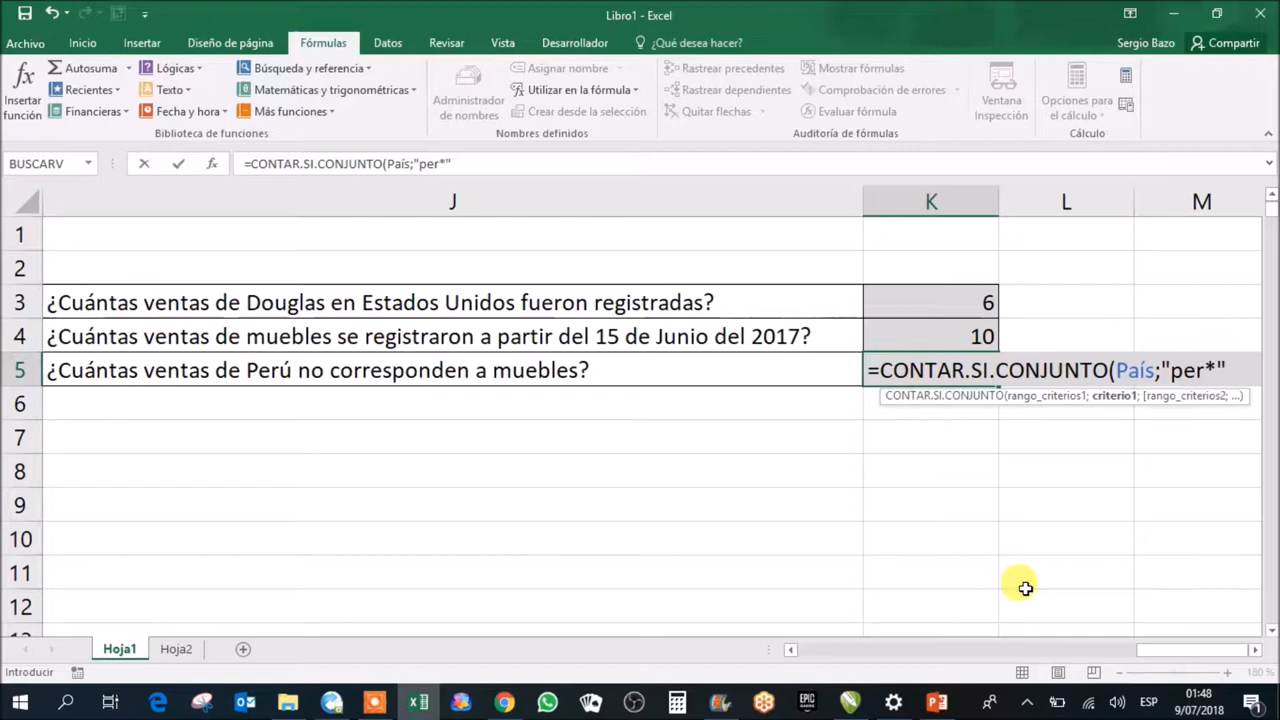 Libro1 - Excel
Archivo Inicio Insertar Diseño de página Fórmulas Datos Revisar Vista Desarrollador ¿Qué desea hacer? Sergio Bazo Compartir
Autosuma Lógicas Búsqueda y referencia Asignar nombre Rastrear precedentes Mostrar fórmulas
Insertar función Recientes Texto Matemáticas y trigonométricas Administrador de nombres Utilizar en la fórmula Rastrear dependientes Comprobación de errores Ventana Inspección Opciones para el cálculo
Financieras Fecha y hora Más funciones Crear desde la selección Quitar flechas Evaluar fórmula
Biblioteca de funciones Nombres definidos Auditoría de fórmulas Cálculo
BUSCARV fx =CONTAR.SI.CONJUNTO(País;"per*"
J K L M
1
2
3 ¿Cuántas ventas de Douglas en Estados Unidos fueron registradas? 6
4 ¿Cuántas ventas de muebles se registraron a partir del 15 de Junio del 2017? 10
5 ¿Cuántas ventas de Perú no corresponden a muebles? =CONTAR.SI.CONJUNTO(País;"per*"
CONTAR.SI.CONJUNTO(rango_criterios1; criterio1; [rango_criterios2; ...)
6
7
8
9
10
11
12
Hoja1 Hoja2
Introducir 180 %
ESP 01:48
9/07/2018